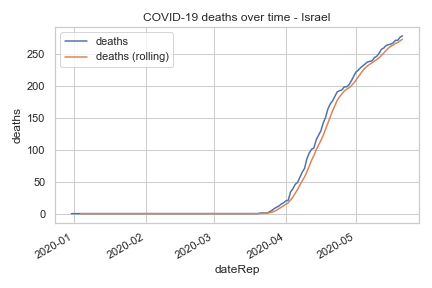 COVID-19 deaths over time - Israel
deaths
deaths (rolling)
deaths
250
200
150
100
50
0
2020-01
2020-02
2020-03
2020-04
2020-05
dateRep